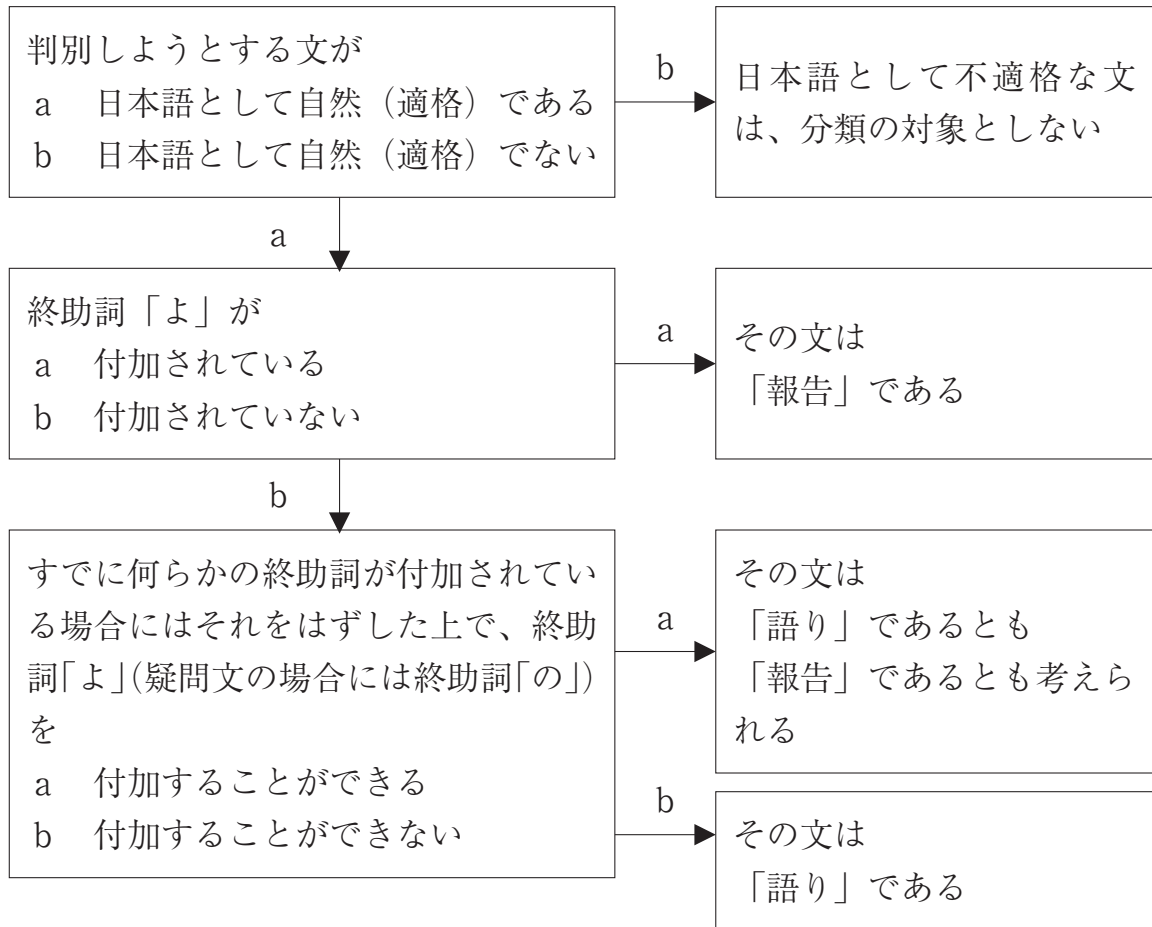 判別しようとする文が
a 日本語として自然（適格）である
b 日本語として自然（適格）でない
b
日本語として不適格な文
は、分類の対象としない
a
終助詞「よ」が
a 付加されている
b 付加されていない
a
その文は
「報告」である
b
すでに何らかの終助詞が付加されてい
る場合にはそれをはずした上で、終助
詞「よ」(疑問文の場合には終助詞「の」)
を
a 付加することができる
b 付加することができない
a
その文は
「語り」であるとも
「報告」であるとも考えら
れる
b
その文は
「語り」である